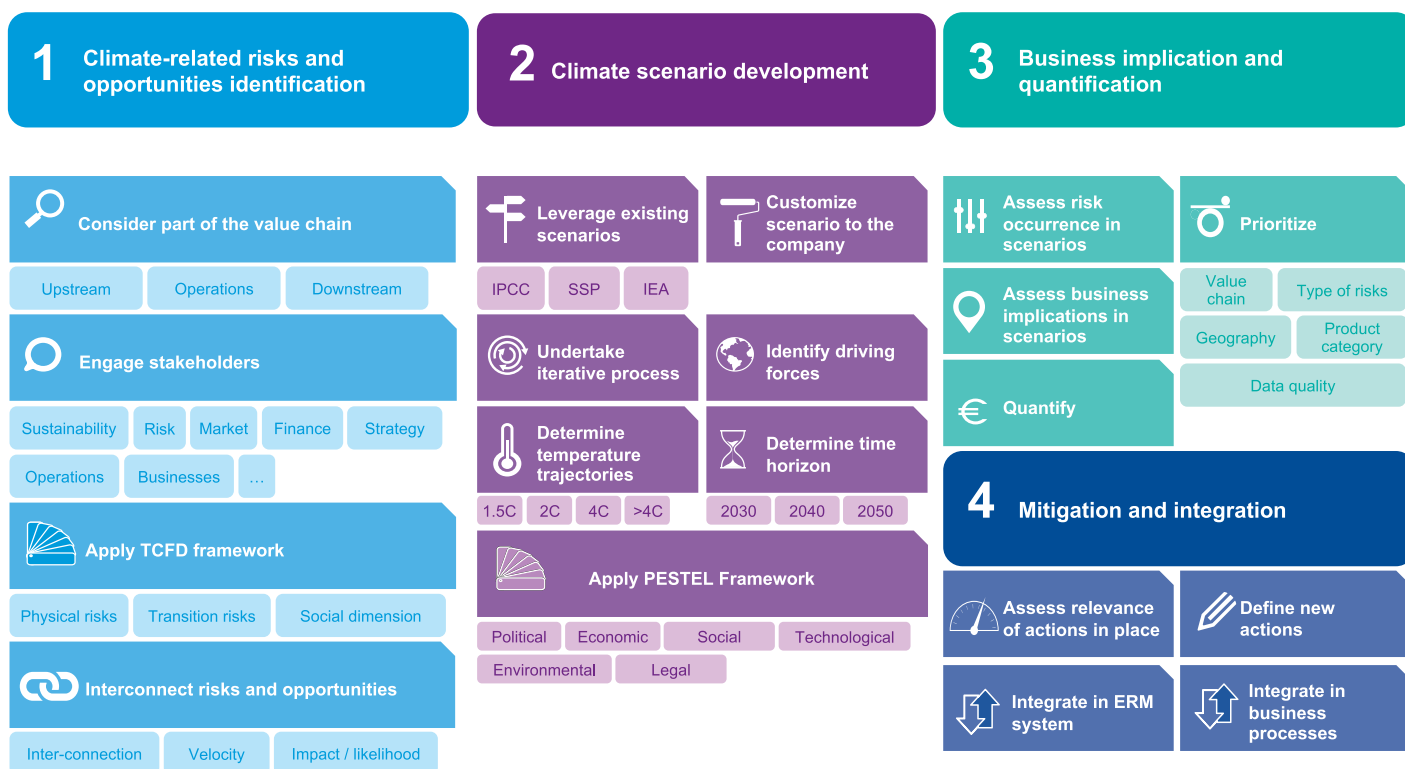 1
Climate-related risks and
opportunities identification
Consider part of the value chain
Upstream
Operations
Downstream
Engage stakeholders
Sustainability
Risk
Market
Finance
Strategy
Operations
Businesses
...
Apply TCFD framework
Physical risks
Transition risks
Social dimension
Interconnect risks and opportunities
Inter-connection
Velocity
Impact / likelihood
2
Climate scenario development
Leverage existing
scenarios
IPCC
SSP
IEA
Customize
scenario to the
company
Undertake
iterative process
Identify driving
forces
Determine
temperature
trajectories
1.5C
2C
4C
>4C
Determine time
horizon
2030
2040
2050
Apply PESTEL Framework
Political
Economic
Social
Technological
Environmental
Legal
3
Business implication and
quantification
Assess risk
occurrence in
scenarios
Assess business
implications in
scenarios
€
Quantify
Prioritize
Value
chain
Type of risks
Geography
Product
category
Data quality
4
Mitigation and integration
Assess relevance
of actions in place
Define new
actions
Integrate in ERM
system
Integrate in
business
processes